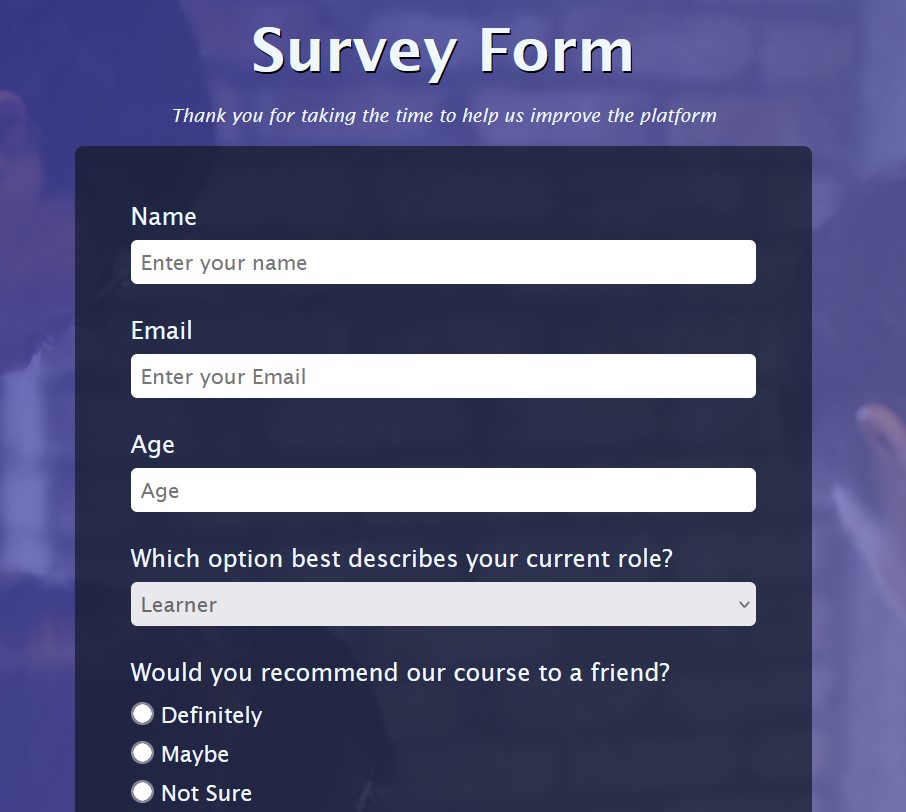 Survey Form
Thank you for taking the time to help us improve the platform
Name
Enter your name
Email
Enter your Email
Age
Age
Which option best describes your current role?
Learner
Would you recommend our course to a friend?
Definitely
Maybe
Not Sure